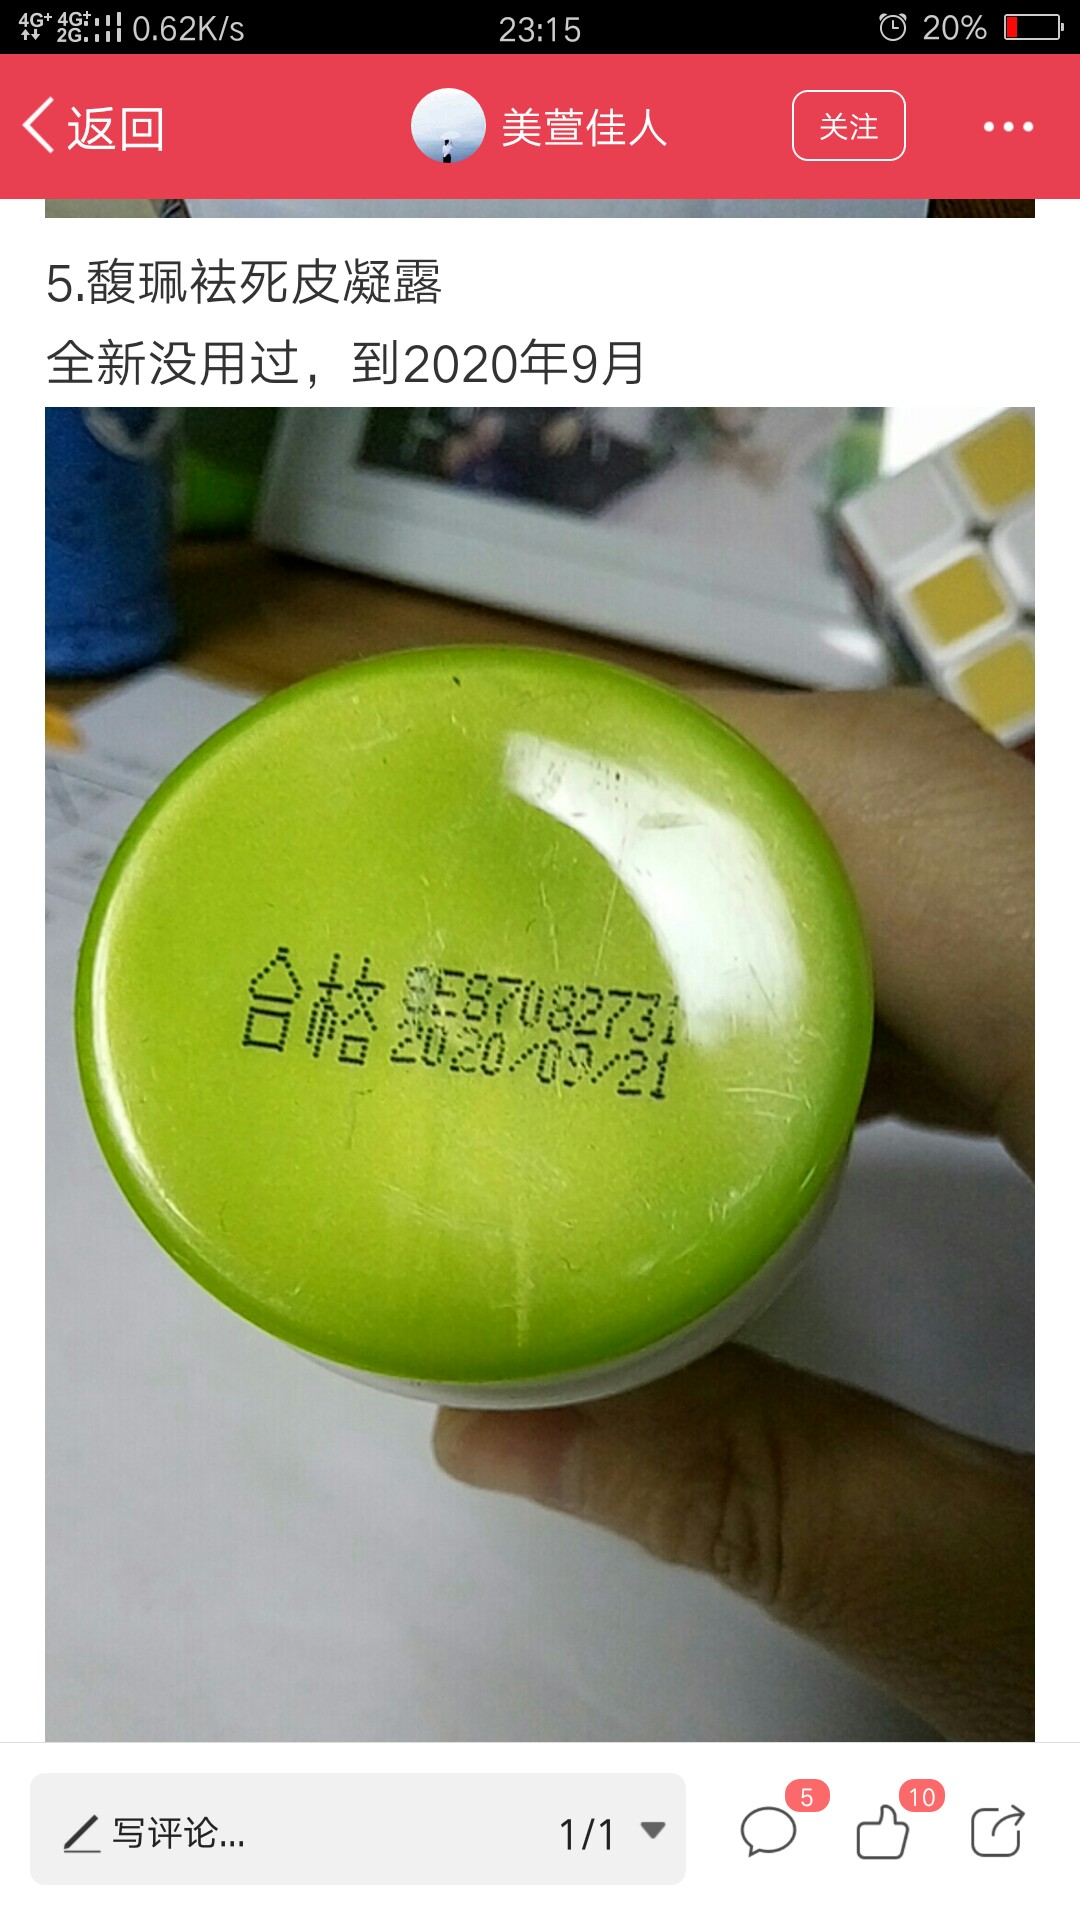 4G+ 4G+ 2G 0.62K/s 23:15 20%
返回 美萱佳人 关注
5.馥珮祛死皮凝露
全新没用过，到2020年9月
合格
2020/09/21
写评论... 1/1 5 10